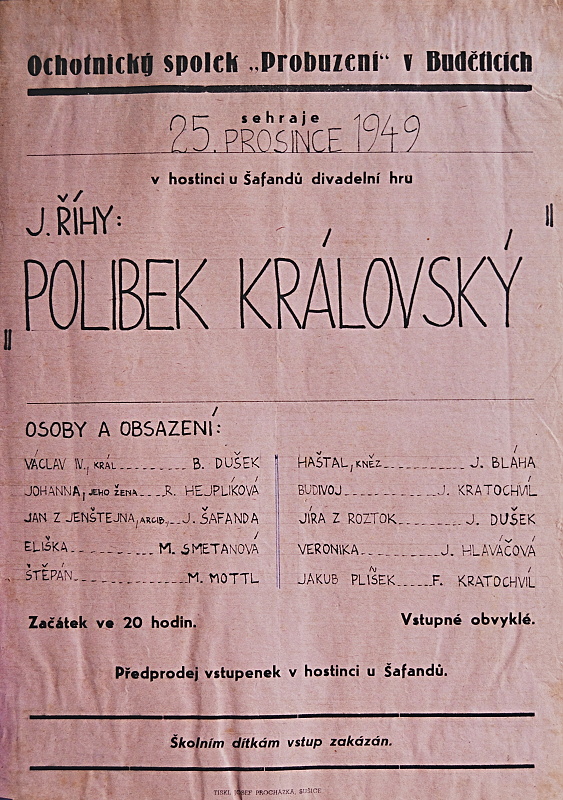 Ochotnický spolek „Probuzení“ v Buděticích
sehraje
25. PROSINCE 1949
v hostinci u Šafandů divadelní hru
J. ŘÍHY:
„POLIBEK KRÁLOVSKÝ"
OSOBY A OBSAZENÍ:
VÁCLAV IV., KRÁL.......... B. DUŠEK
JOHANNA, JEHO ŽENA.... R. HEJPLÍKOVÁ
JAN Z JENŠTEJNA, ARCIB... J. ŠAFANDA
ELIŠKA............... M. SMETANOVÁ
ŠTĚPÁN................. M. MOTTL
HAŠTAL, KNĚZ............ J. BLÁHA
BUDIVOJ.............. J. KRATOCHVÍL
JÍRA Z ROZTOK.......... J. DUŠEK
VERONIKA............. J. HLAVÁČOVÁ
JAKUB PLÍŠEK..... F. KRATOCHVÍL
Začátek ve 20 hodin.
Vstupné obvyklé.
Předprodej vstupenek v hostinci u Šafandů.
Školním dítkám vstup zakázán.
TISKL JOSEF PROCHÁZKA, SUŠICE